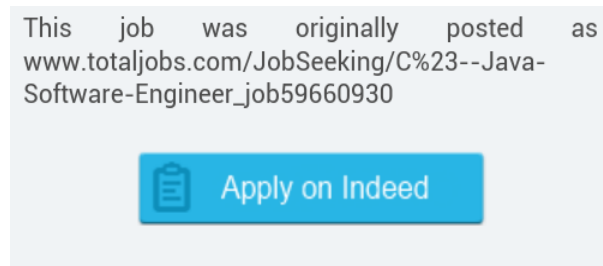 This job was originally posted as
www.totaljobs.com/JobSeeking/C%23--Java-
Software-Engineer_job59660930
Apply on Indeed